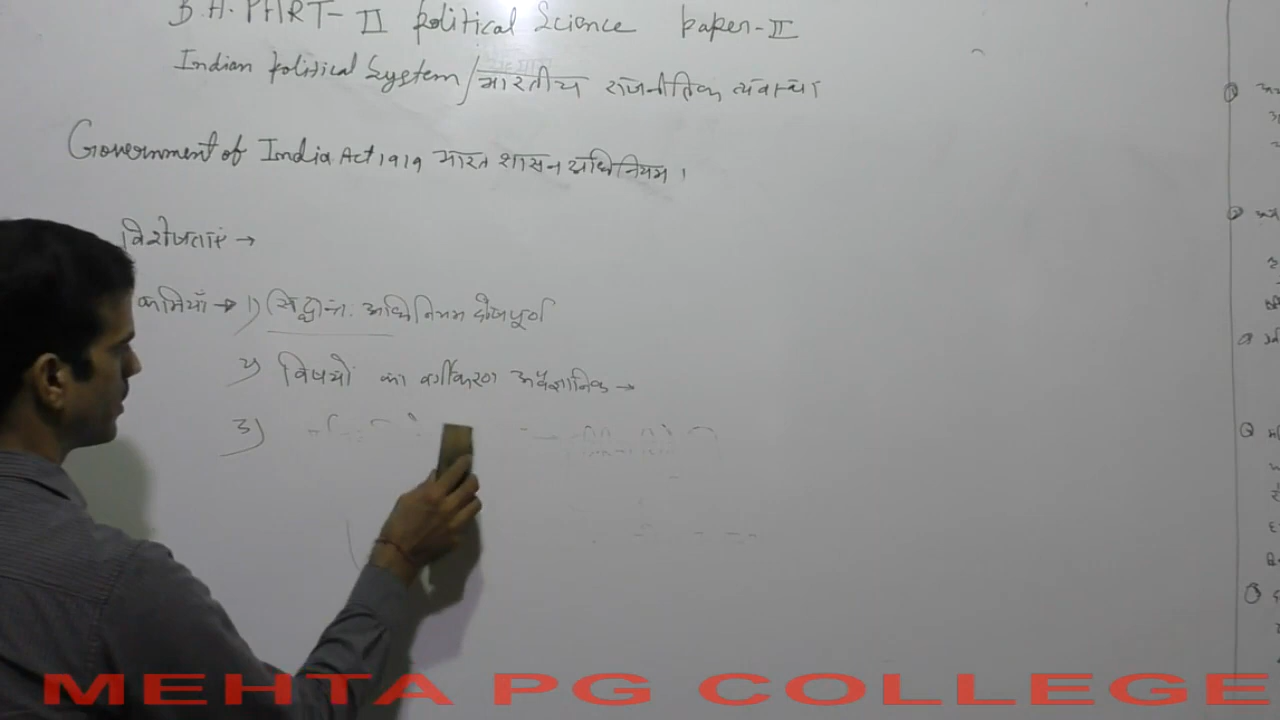 B.A. PART-II Political Science paper-II
Indian Political System/भारतीय राजनीतिक व्यवस्था
Government of India Act 1919 भारत शासन अधिनियम।
विशेषताएं →
कमियाँ → 1) सिद्धान्त: अधिनियम दोषपूर्ण
2) विषयों का वर्गीकरण अवैज्ञानिक →
3)
MEHTA PG COLLEGE